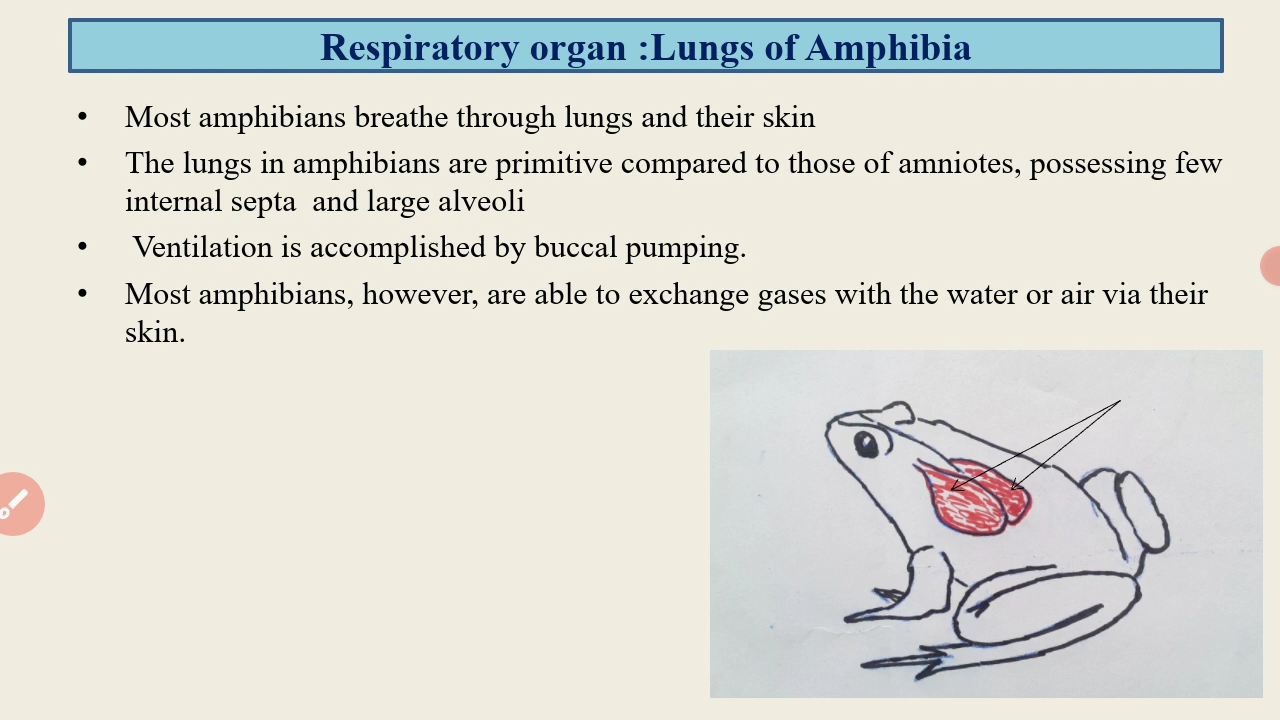 Respiratory organ :Lungs of Amphibia
• Most amphibians breathe through lungs and their skin
• The lungs in amphibians are primitive compared to those of amniotes, possessing few
internal septa  and large alveoli
•  Ventilation is accomplished by buccal pumping.
• Most amphibians, however, are able to exchange gases with the water or air via their
skin.